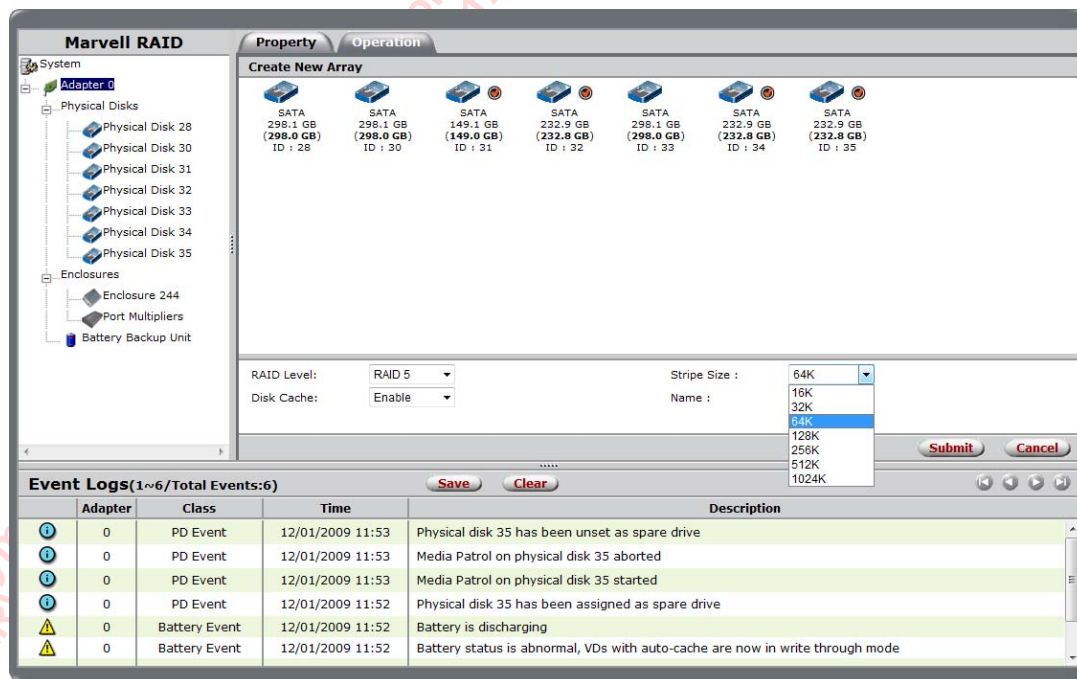 Marvell RAID
Property
Operation
System
Adapter 0
Physical Disks
Physical Disk 28
Physical Disk 30
Physical Disk 31
Physical Disk 32
Physical Disk 33
Physical Disk 34
Physical Disk 35
Enclosures
Enclosure 244
Port Multipliers
Battery Backup Unit
Create New Array
SATA
298.1 GB
(298.0 GB)
ID : 28
SATA
298.1 GB
(298.0 GB)
ID : 30
SATA
149.1 GB
(149.0 GB)
ID : 31
SATA
232.9 GB
(232.8 GB)
ID : 32
SATA
298.1 GB
(298.0 GB)
ID : 33
SATA
232.9 GB
(232.8 GB)
ID : 34
SATA
232.9 GB
(232.8 GB)
ID : 35
RAID Level: RAID 5
Disk Cache: Enable
Stripe Size : 64K
Name :
16K
32K
64K
128K
256K
512K
1024K
Submit
Cancel
Event Logs(1~6/Total Events:6) Save Clear
Adapter Class Time Description
0 PD Event 12/01/2009 11:53 Physical disk 35 has been unset as spare drive
0 PD Event 12/01/2009 11:53 Media Patrol on physical disk 35 aborted
0 PD Event 12/01/2009 11:53 Media Patrol on physical disk 35 started
0 PD Event 12/01/2009 11:52 Physical disk 35 has been assigned as spare drive
0 Battery Event 12/01/2009 11:52 Battery is discharging
0 Battery Event 12/01/2009 11:52 Battery status is abnormal, VDs with auto-cache are now in write through mode